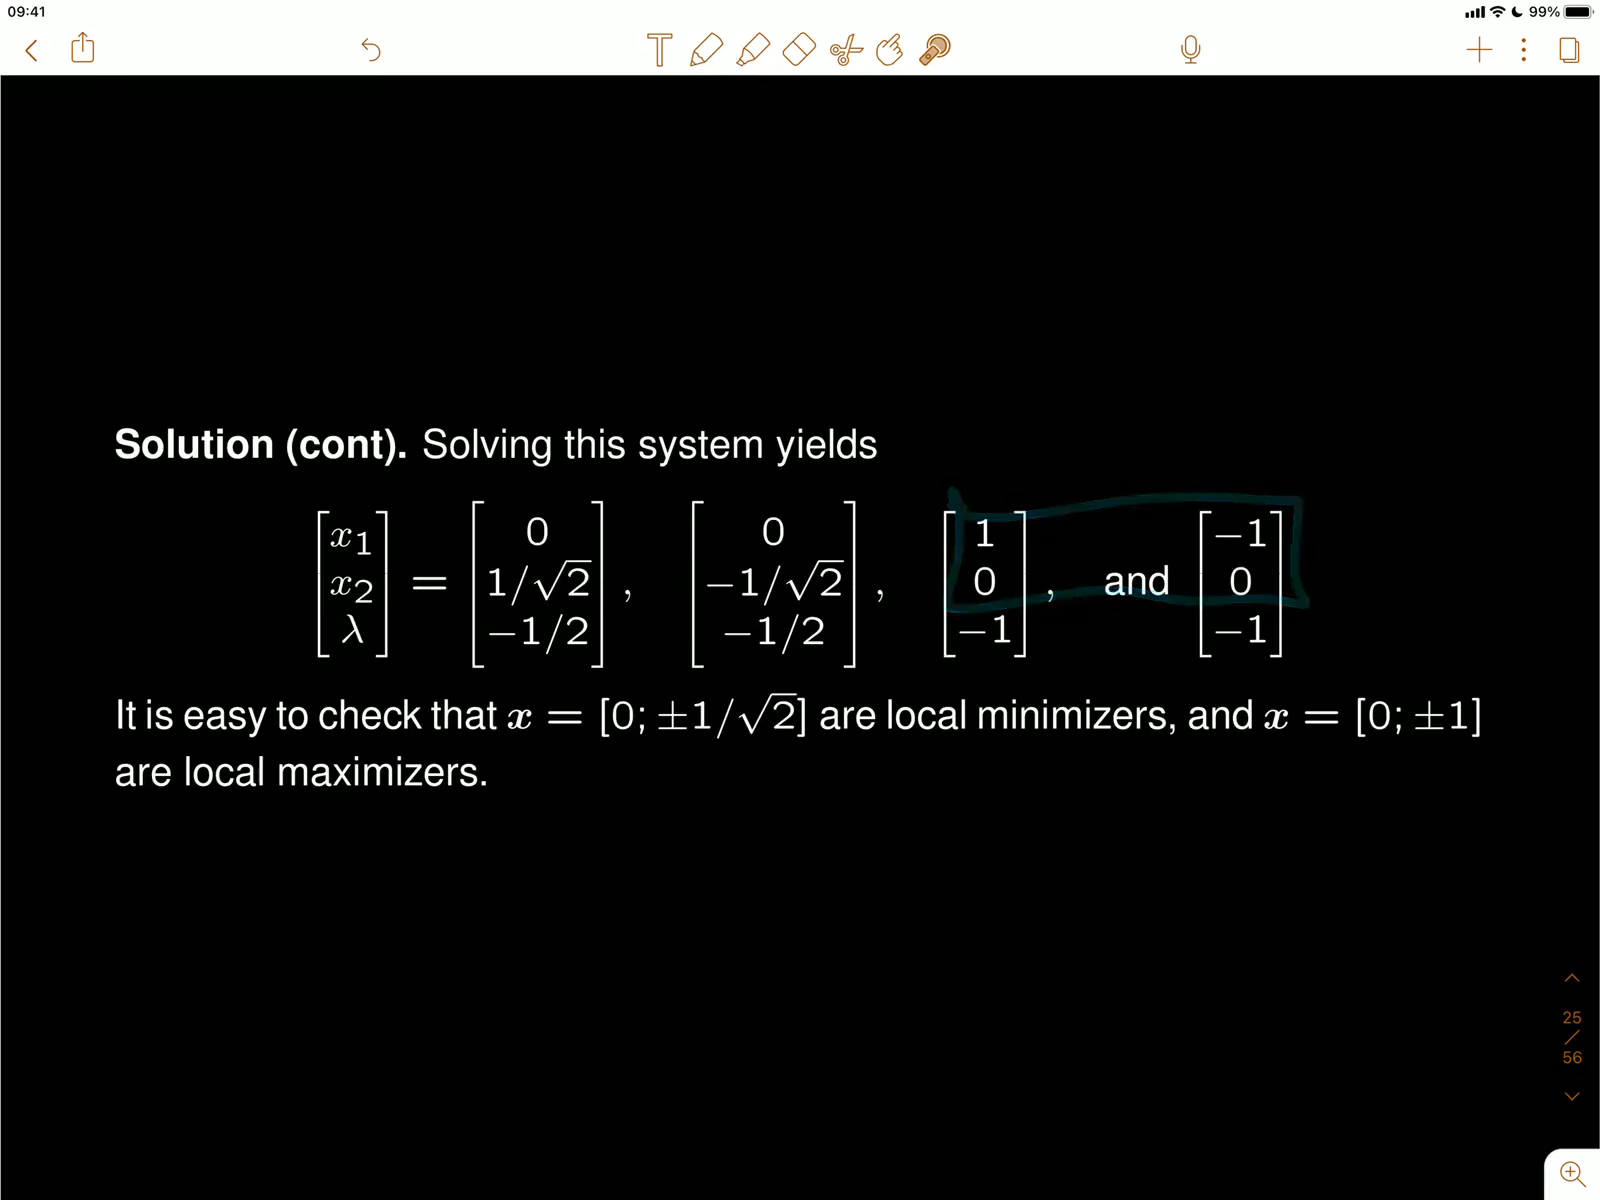 09:41
99%
T
Solution (cont). Solving this system yields
[x₁; x₂; λ] = [0; 1/√2; −1/2], [0; −1/√2; −1/2], [1; 0; −1], and [−1; 0; −1]
It is easy to check that x = [0; ±1/√2] are local minimizers, and x = [0; ±1]
are local maximizers.
25
/
56